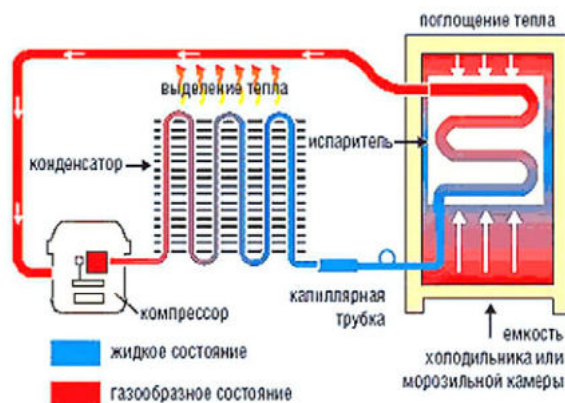 поглощение тепла
выделение тепла
испаритель
конденсатор
капиллярная
трубка
компрессор
емкость
холодильника или
морозильной камеры
жидкое состояние
газообразное состояние